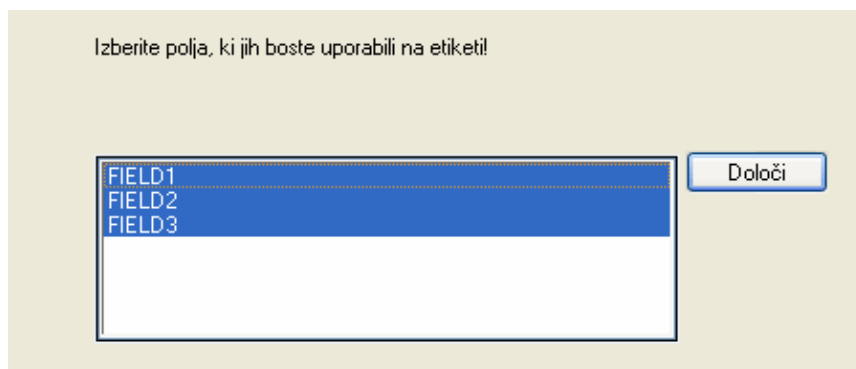 Izberite polja, ki jih boste uporabili na etiketi!
FIELD1
Določi
FIELD2
FIELD3